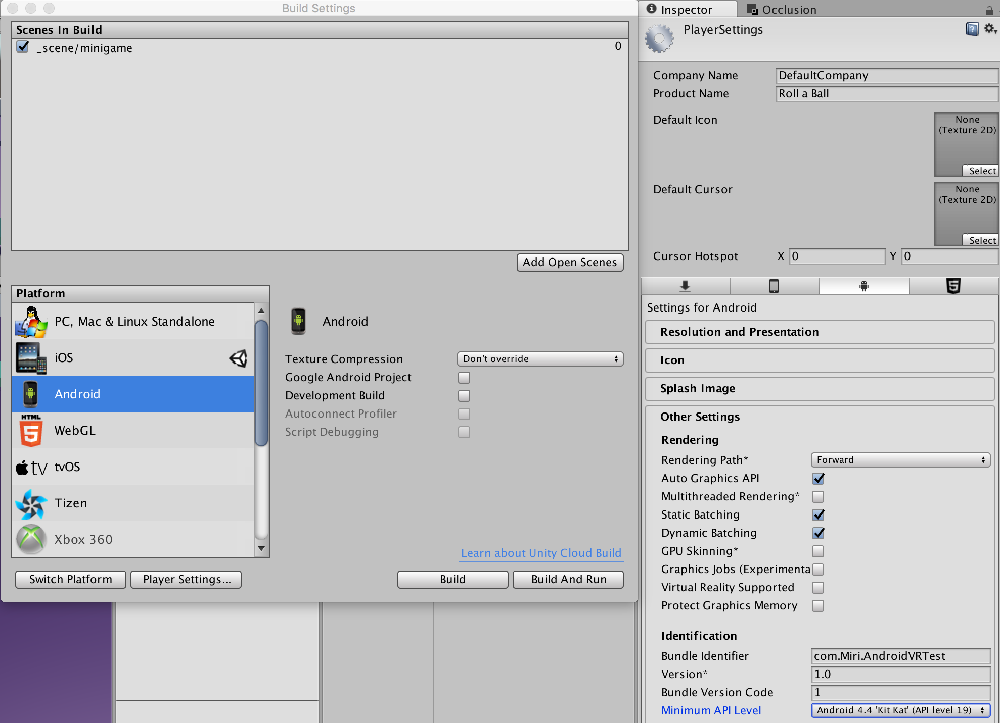 Build Settings
Scenes In Build
_scene/minigame 0
Add Open Scenes
Platform
PC, Mac & Linux Standalone
iOS
Android
HTML
5
WebGL
tv
tvOS
Tizen
Xbox 360
Android
Texture Compression Don't override
Google Android Project
Development Build
Autoconnect Profiler
Script Debugging
Learn about Unity Cloud Build
Switch Platform Player Settings... Build Build And Run
Inspector Occlusion
PlayerSettings
Company Name DefaultCompany
Product Name Roll a Ball
Default Icon
None
(Texture 2D)
Select
Default Cursor
None
(Texture 2D)
Select
Cursor Hotspot X 0 Y 0
5
Settings for Android
Resolution and Presentation
Icon
Splash Image
Other Settings
Rendering
Rendering Path* Forward
Auto Graphics API
Multithreaded Rendering*
Static Batching
Dynamic Batching
GPU Skinning*
Graphics Jobs (Experimenta
Virtual Reality Supported
Protect Graphics Memory
Identification
Bundle Identifier com.Miri.AndroidVRTest
Version* 1.0
Bundle Version Code 1
Minimum API Level Android 4.4 'Kit Kat' (API level 19)